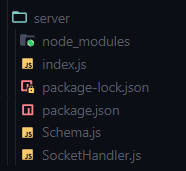 server
node_modules
index.js
package-lock.json
package.json
Schema.js
SocketHandler.js